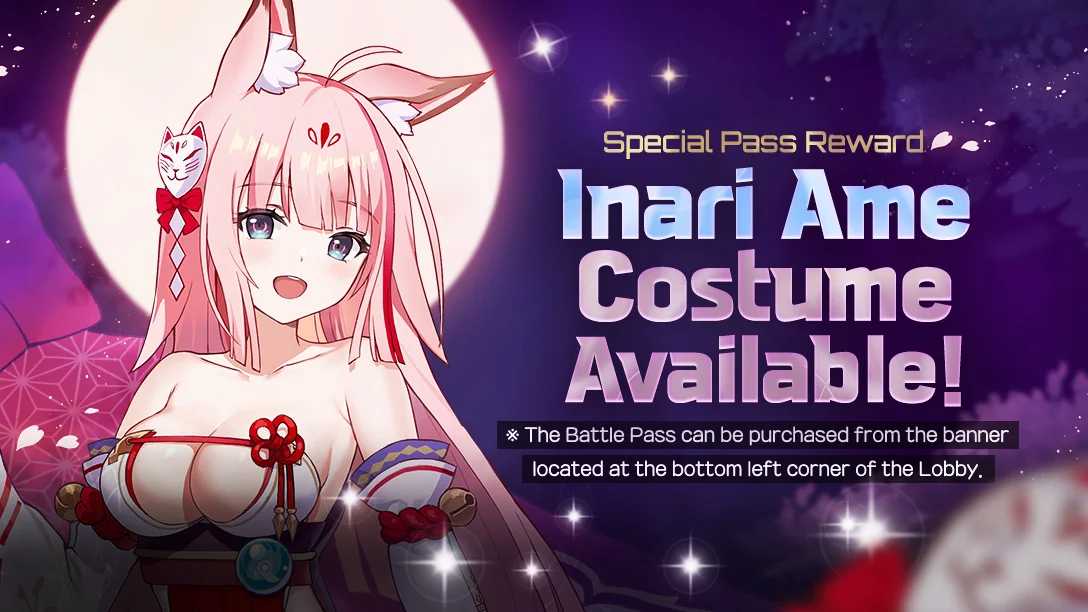 Special Pass Reward
Inari Ame
Costume
Available!
※ The Battle Pass can be purchased from the banner
located at the bottom left corner of the Lobby.